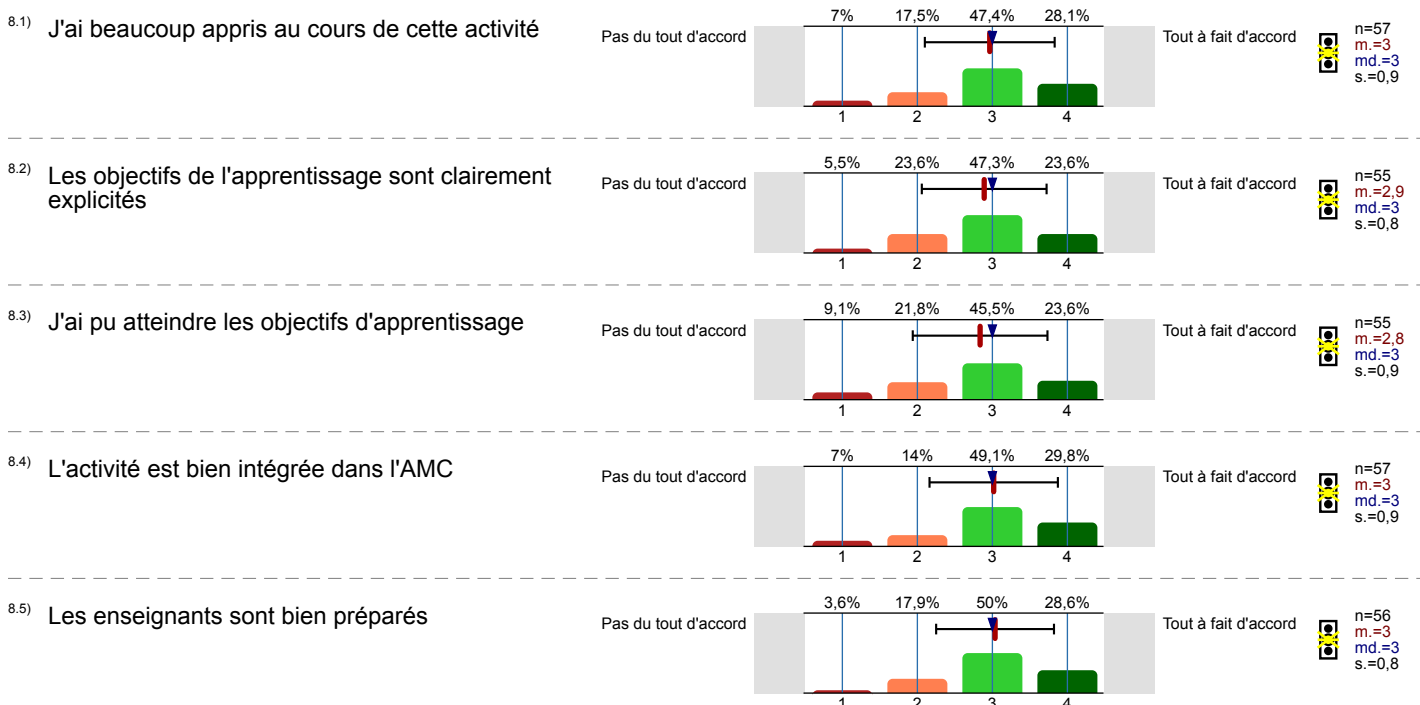 8.1) J'ai beaucoup appris au cours de cette activité
Pas du tout d'accord
7% 17,5% 47,4% 28,1%
1 2 3 4
Tout à fait d'accord
n=57
m.=3
md.=3
s.=0,9
8.2) Les objectifs de l'apprentissage sont clairement
explicités
Pas du tout d'accord
5,5% 23,6% 47,3% 23,6%
1 2 3 4
Tout à fait d'accord
n=55
m.=2,9
md.=3
s.=0,8
8.3) J'ai pu atteindre les objectifs d'apprentissage
Pas du tout d'accord
9,1% 21,8% 45,5% 23,6%
1 2 3 4
Tout à fait d'accord
n=55
m.=2,8
md.=3
s.=0,9
8.4) L'activité est bien intégrée dans l'AMC
Pas du tout d'accord
7% 14% 49,1% 29,8%
1 2 3 4
Tout à fait d'accord
n=57
m.=3
md.=3
s.=0,9
8.5) Les enseignants sont bien préparés
Pas du tout d'accord
3,6% 17,9% 50% 28,6%
1 2 3 4
Tout à fait d'accord
n=56
m.=3
md.=3
s.=0,8